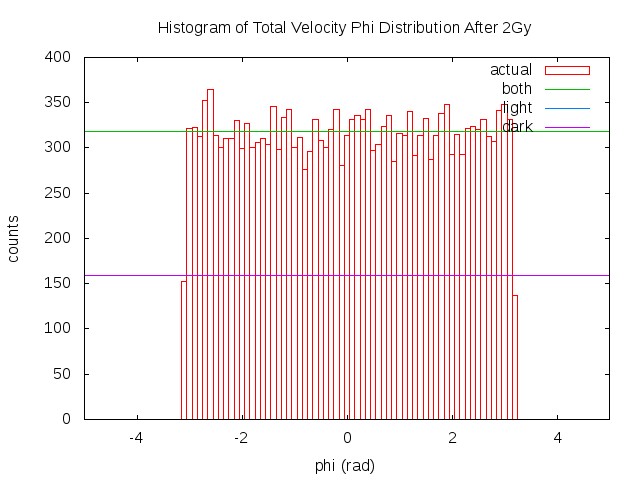 Histogram of Total Velocity Phi Distribution After 2Gy
400
350
300
250
200
150
100
50
0
counts
actual
both
light
dark
-4 -2 0 2 4
phi (rad)